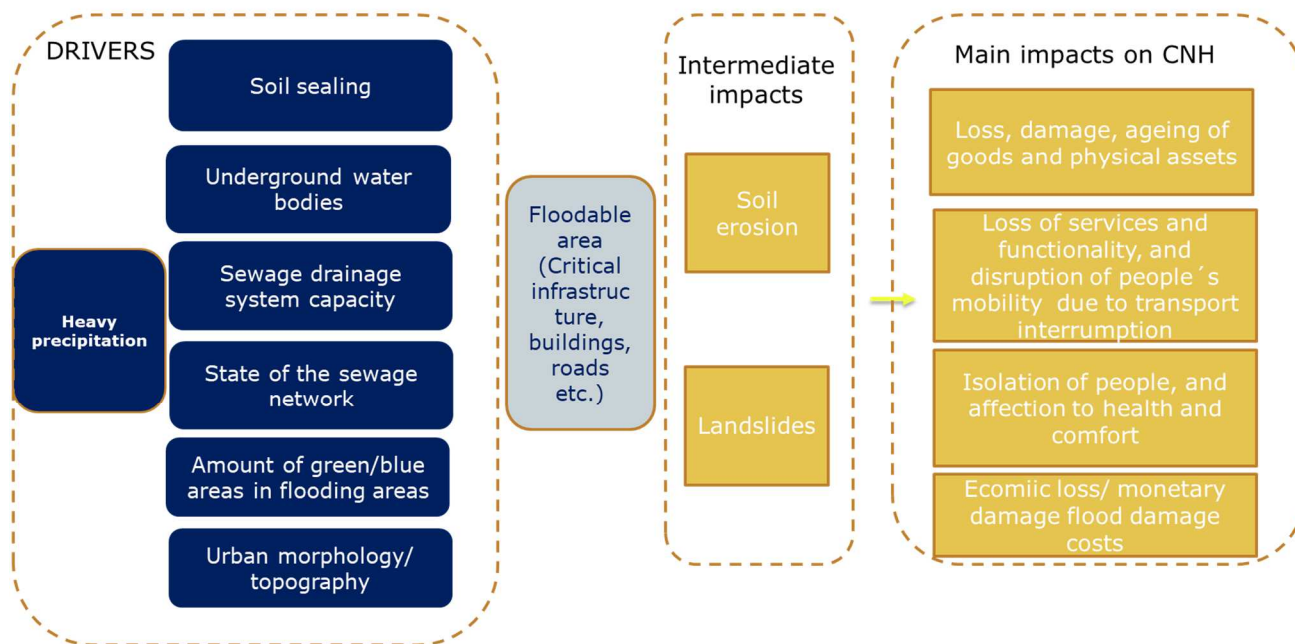 DRIVERS
Soil sealing
Underground water
bodies
Sewage drainage
system capacity
Heavy
precipitation
State of the sewage
network
Amount of green/blue
areas in flooding areas
Urban morphology/
topography
Floodable
area
(Critical
infrastruc
ture,
buildings,
roads
etc.)
Intermediate
impacts
Soil
erosion
Landslides
Main impacts on CNH
Loss, damage, ageing of
goods and physical assets
Loss of services and
functionality, and
disruption of people´s
mobility due to transport
interrumption
Isolation of people, and
affection to health and
comfort
Ecomiic loss/ monetary
damage flood damage
costs